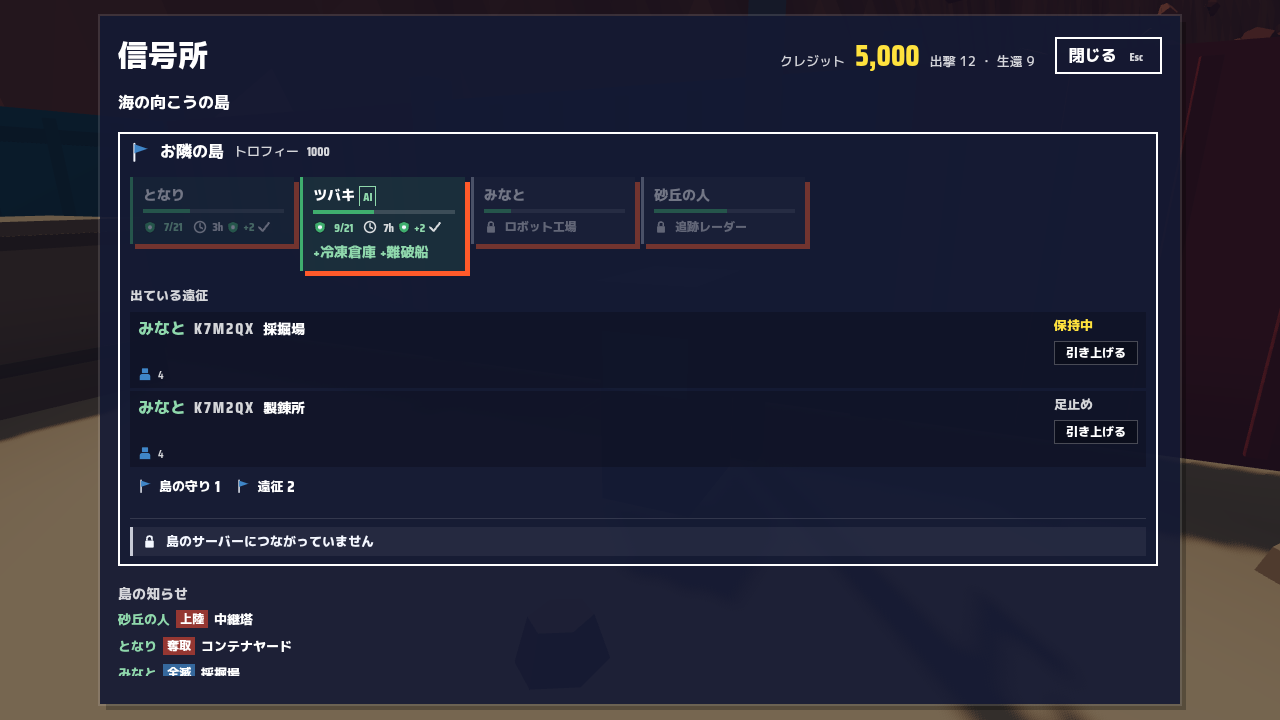 信号所
クレジット 5,000 出撃 12 · 生還 9
閉じる Esc
海の向こうの島
お隣の島 トロフィー 1000
となり
7/21 3h +2
ツバキ AI
9/21 7h +2
+冷凍倉庫 +難破船
みなと
ロボット工場
砂丘の人
追跡レーダー
出ている遠征
みなと K7M2QX 採掘場
保持中
引き上げる
4
みなと K7M2QX 製錬所
足止め
引き上げる
4
島の守り 1 遠征 2
島のサーバーにつながっていません
島の知らせ
砂丘の人 上陸 中継塔
となり 奪取 コンテナヤード
みなと 全滅 採掘場